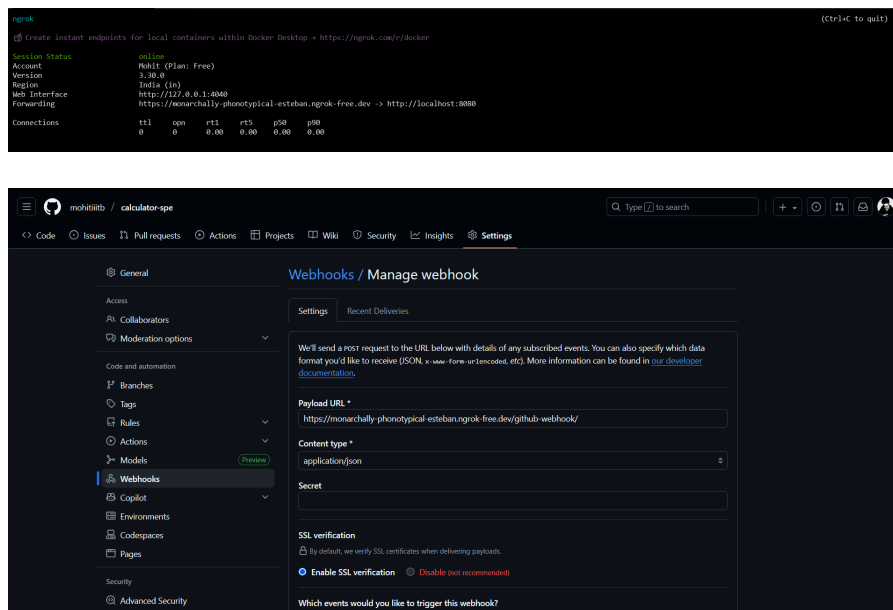 ngrok (Ctrl+C to quit)
Create instant endpoints for local containers within Docker Desktop → https://ngrok.com/r/docker
Session Status online
Account Mohit (Plan: Free)
Version 3.30.0
Region India (in)
Web Interface http://127.0.0.1:4040
Forwarding https://monarchally-phonotypical-esteban.ngrok-free.dev -> http://localhost:8080
Connections ttl opn rt1 rt5 p50 p90
0 0 0.00 0.00 0.00 0.00
mohitiiitb / calculator-spe
Type / to search
Code Issues Pull requests Actions Projects Wiki Security Insights Settings
General
Access
Collaborators
Moderation options
Code and automation
Branches
Tags
Rules
Actions
Models Preview
Webhooks
Copilot
Environments
Codespaces
Pages
Security
Advanced Security
Webhooks / Manage webhook
Settings Recent Deliveries
We'll send a POST request to the URL below with details of any subscribed events. You can also specify which data
format you'd like to receive (JSON, x-www-form-urlencoded, etc). More information can be found in our developer
documentation.
Payload URL *
https://monarchally-phonotypical-esteban.ngrok-free.dev/github-webhook/
Content type *
application/json
Secret
SSL verification
By default, we verify SSL certificates when delivering payloads.
Enable SSL verification Disable (not recommended)
Which events would you like to trigger this webhook?